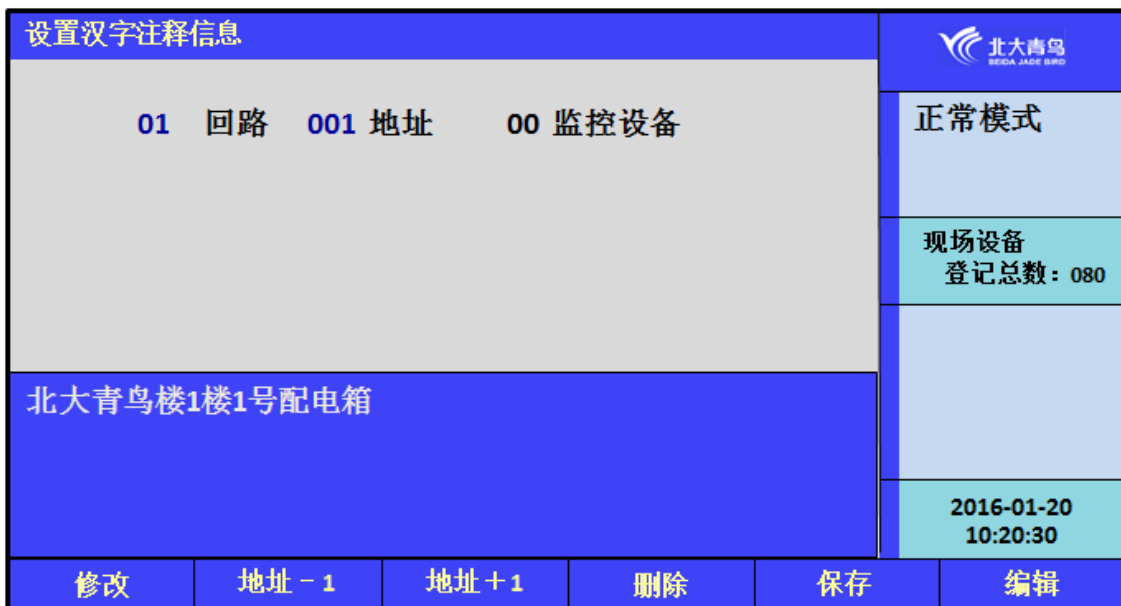 设置汉字注释信息
北大青鸟
BEIDA JADE BIRD
01 回路 001 地址 00 监控设备
正常模式
现场设备
登记总数：080
北大青鸟楼1楼1号配电箱
2016-01-20
10:20:30
修改 地址－1 地址＋1 删除 保存 编辑